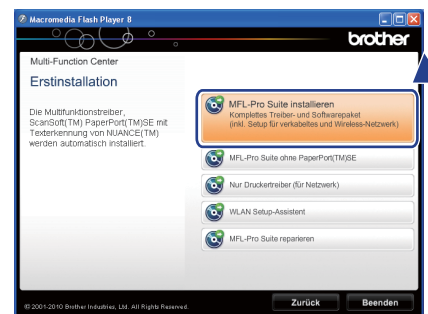 Macromedia Flash Player 8
brother
Multi-Function Center
Erstinstallation
Die Multifunktionstreiber,
ScanSoft(TM) PaperPort(TM)SE mit
Texterkennung von NUANCE(TM)
werden automatisch installiert.
MFL-Pro Suite installieren
Komplettes Treiber- und Softwarepaket
(inkl. Setup für verkabeltes und Wireless-Netzwerk)
MFL-Pro Suite ohne PaperPort(TM)SE
Nur Druckertreiber (für Netzwerk)
WLAN Setup-Assistent
MFL-Pro Suite reparieren
© 2001-2010 Brother Industries, Ltd. All Rights Reserved.
Zurück
Beenden